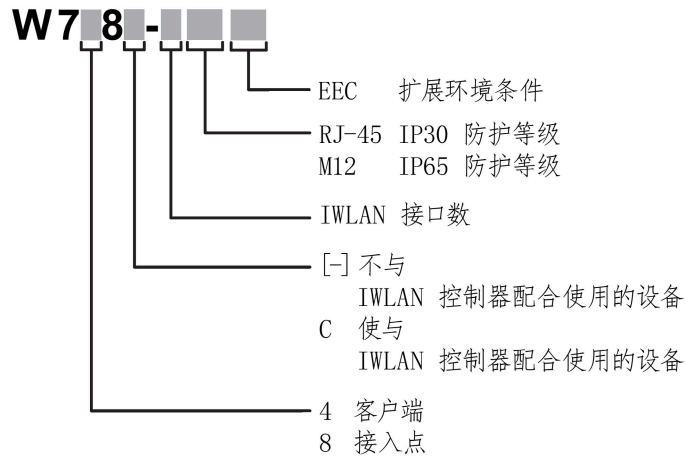 W7 8 -
EEC 扩展环境条件
RJ-45 IP30 防护等级
M12 IP65 防护等级
IWLAN 接口数
[-] 不与
IWLAN 控制器配合使用的设备
C 使与
IWLAN 控制器配合使用的设备
4 客户端
8 接入点